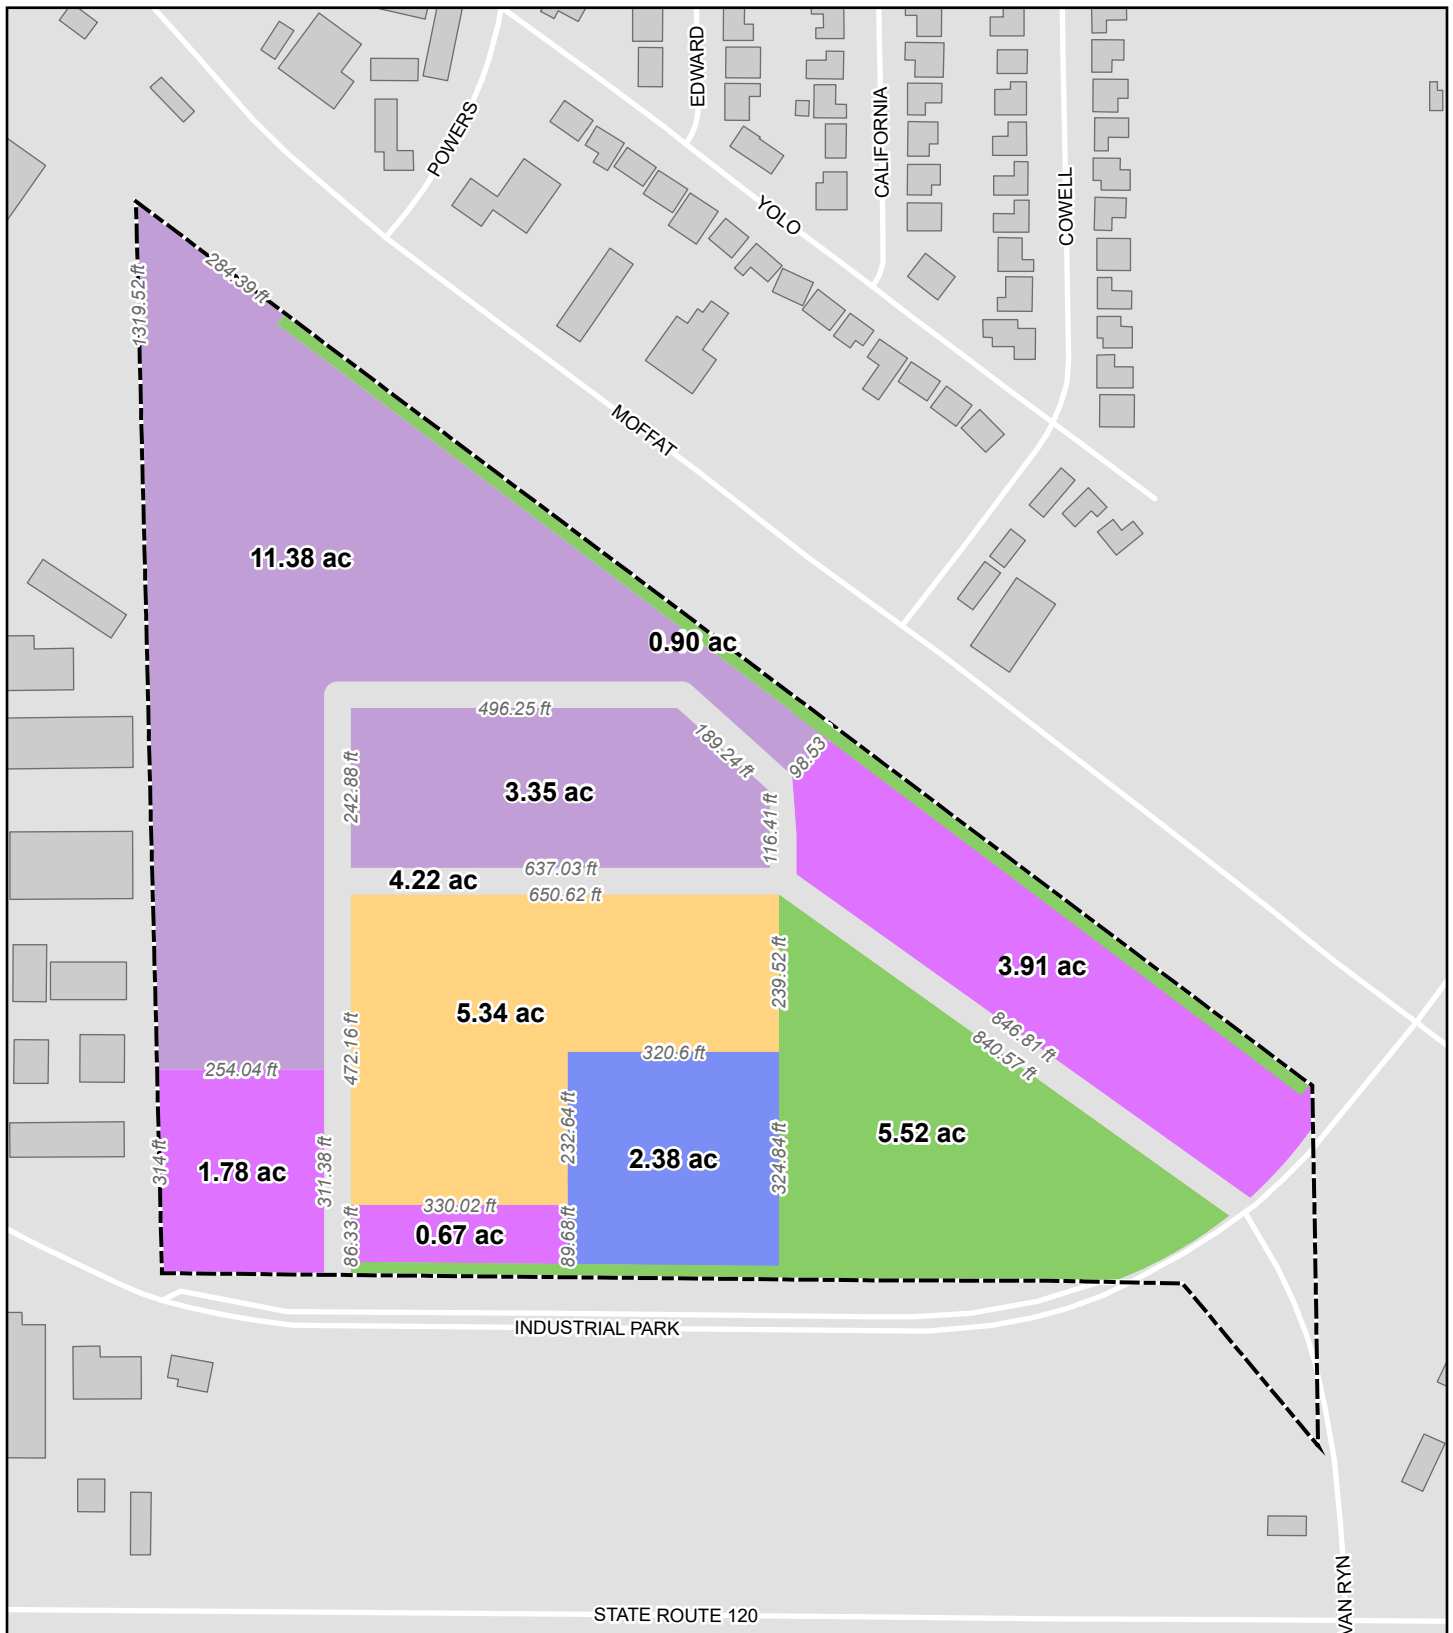 EDWARD
CALIFORNIA
POWERS
COWELL
YOLO
1319.52 ft
284.39 ft
MOFFAT
11.38 ac
0.90 ac
496.25 ft
189.24 ft
98.53
242.88 ft
3.35 ac
116.41 ft
637.03 ft
4.22 ac
650.62 ft
3.91 ac
239.52 ft
5.34 ac
846.81 ft
840.57 ft
472.16 ft
320.6 ft
254.04 ft
232.64 ft
5.52 ac
314 ft
1.78 ac
311.38 ft
2.38 ac
324.84 ft
330.02 ft
86.33 ft
0.67 ac
89.68 ft
INDUSTRIAL PARK
VAN RYN
STATE ROUTE 120